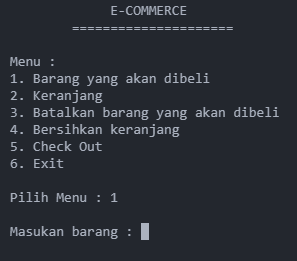 E-COMMERCE
=====================
Menu :
1. Barang yang akan dibeli
2. Keranjang
3. Batalkan barang yang akan dibeli
4. Bersihkan keranjang
5. Check Out
6. Exit
Pilih Menu : 1
Masukan barang :